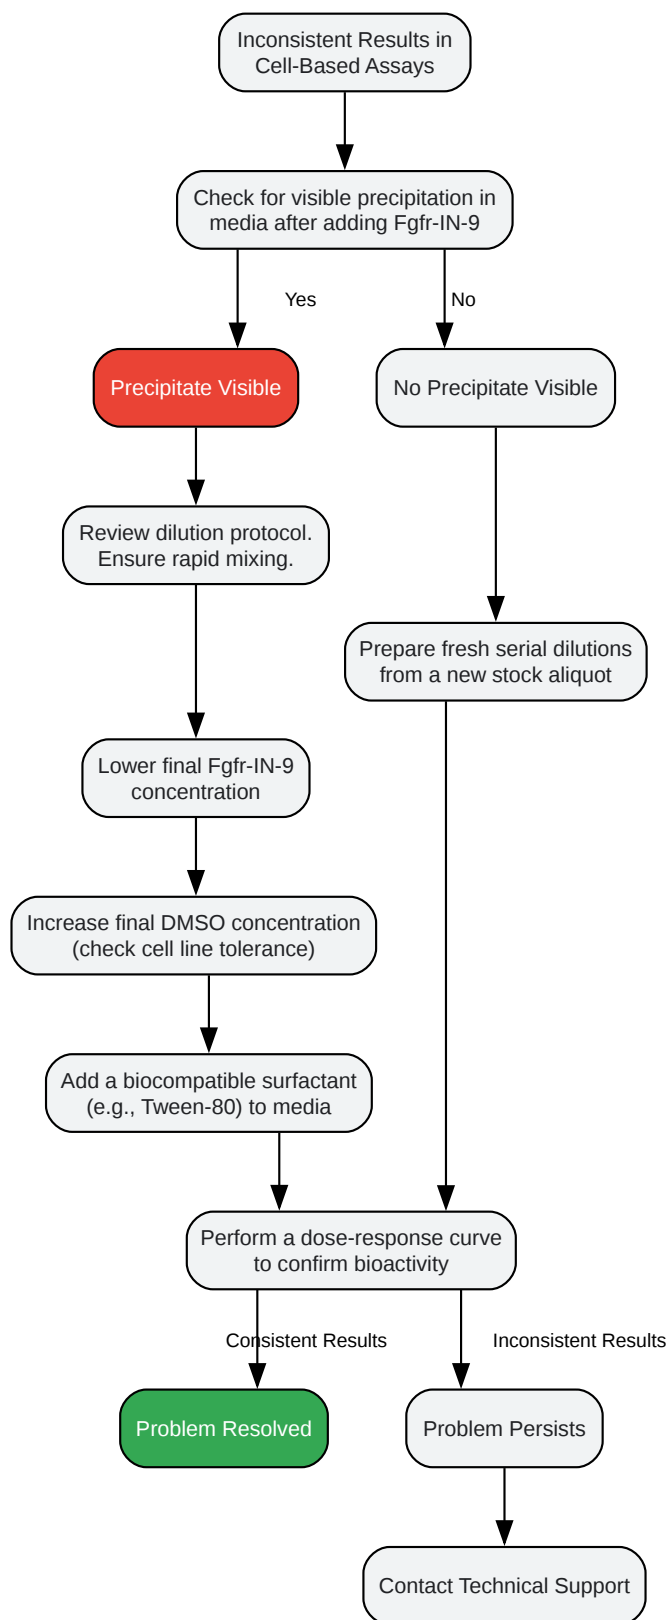 Inconsistent Results in
Cell-Based Assays
Check for visible precipitation in
media after adding Fgfr-IN-9
Yes
No
Precipitate Visible
No Precipitate Visible
Review dilution protocol.
Ensure rapid mixing.
Prepare fresh serial dilutions
from a new stock aliquot
Lower final Fgfr-IN-9
concentration
Increase final DMSO concentration
(check cell line tolerance)
Add a biocompatible surfactant
(e.g., Tween-80) to media
Perform a dose-response curve
to confirm bioactivity
Consistent Results
Inconsistent Results
Problem Resolved
Problem Persists
Contact Technical Support